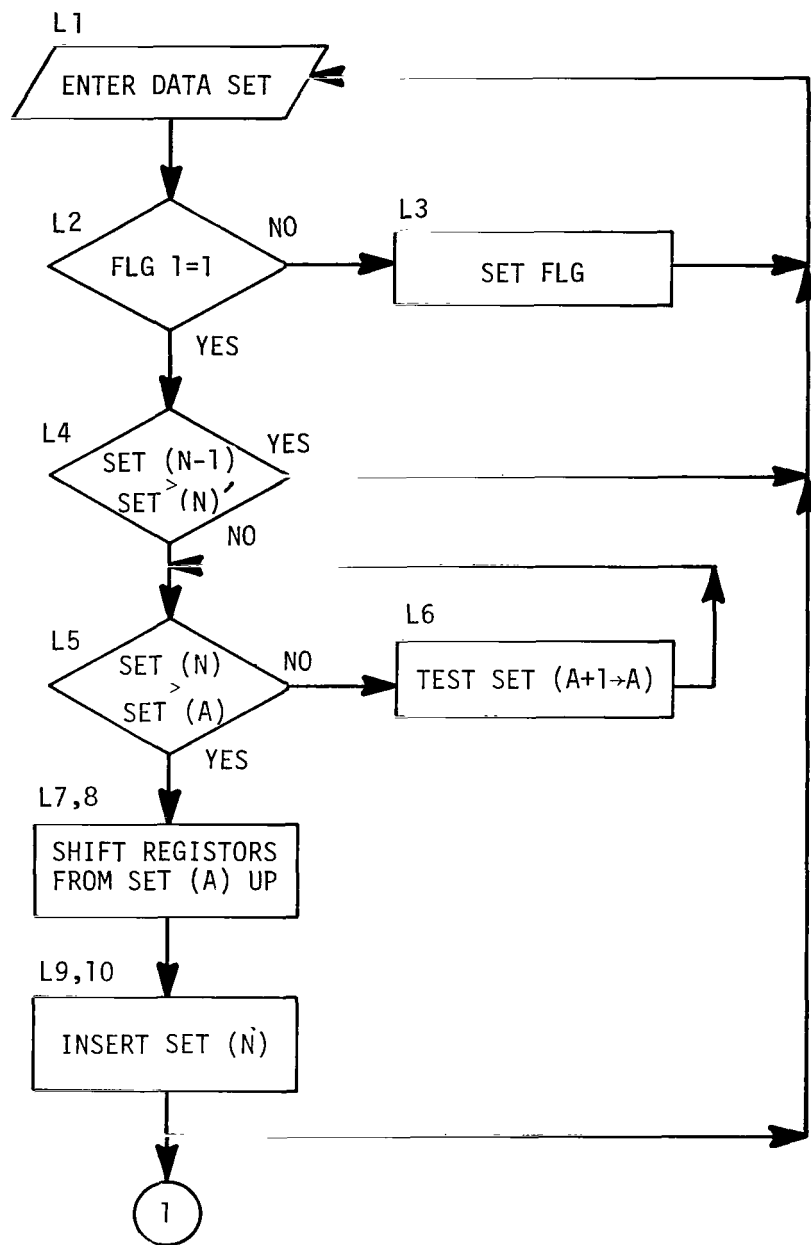 L1
ENTER DATA SET
L2
FLG 1=1
NO
YES
L3
SET FLG
L4
SET (N-1)
>
SET (N)
YES
NO
L5
SET (N)
>
SET (A)
NO
YES
L6
TEST SET (A+1→A)
L7,8
SHIFT REGISTORS
FROM SET (A) UP
L9,10
INSERT SET (N)
1